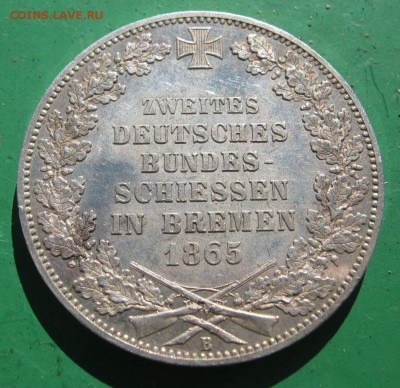 COINS.LAVE.RU
ZWEITES
DEUTSCHES
BUNDES-
SCHIESSEN
IN BREMEN
1865
B